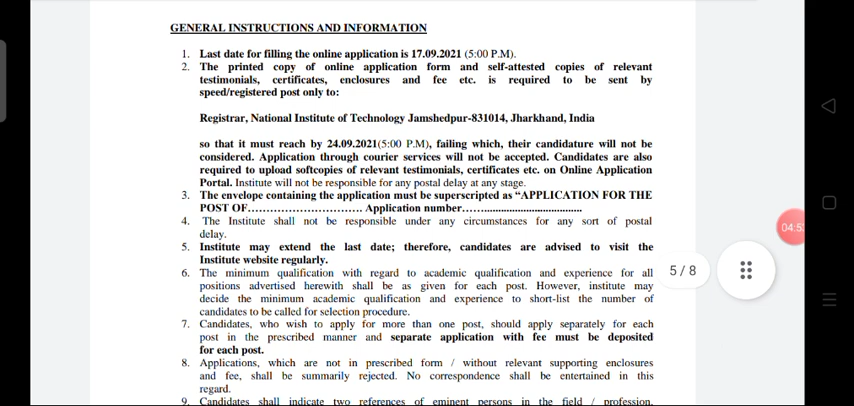 GENERAL INSTRUCTIONS AND INFORMATION
1. Last date for filling the online application is 17.09.2021 (5:00 P.M).
2. The printed copy of online application form and self-attested copies of relevant
testimonials, certificates, enclosures and fee etc. is required to be sent by
speed/registered post only to:
Registrar, National Institute of Technology Jamshedpur-831014, Jharkhand, India
so that it must reach by 24.09.2021(5:00 P.M), failing which, their candidature will not be
considered. Application through courier services will not be accepted. Candidates are also
required to upload softcopies of relevant testimonials, certificates etc. on Online Application
Portal. Institute will not be responsible for any postal delay at any stage.
3. The envelope containing the application must be superscripted as “APPLICATION FOR THE
POST OF…………………………. Application number……...................................
4. The Institute shall not be responsible under any circumstances for any sort of postal
delay.
5. Institute may extend the last date; therefore, candidates are advised to visit the
Institute website regularly.
6. The minimum qualification with regard to academic qualification and experience for all
positions advertised herewith shall be as given for each post. However, institute may
decide the minimum academic qualification and experience to short-list the number of
candidates to be called for selection procedure.
7. Candidates, who wish to apply for more than one post, should apply separately for each
post in the prescribed manner and separate application with fee must be deposited
for each post.
8. Applications, which are not in prescribed form / without relevant supporting enclosures
and fee, shall be summarily rejected. No correspondence shall be entertained in this
regard.
9. Candidates shall indicate two references of eminent persons in the field / profession,
5 / 8